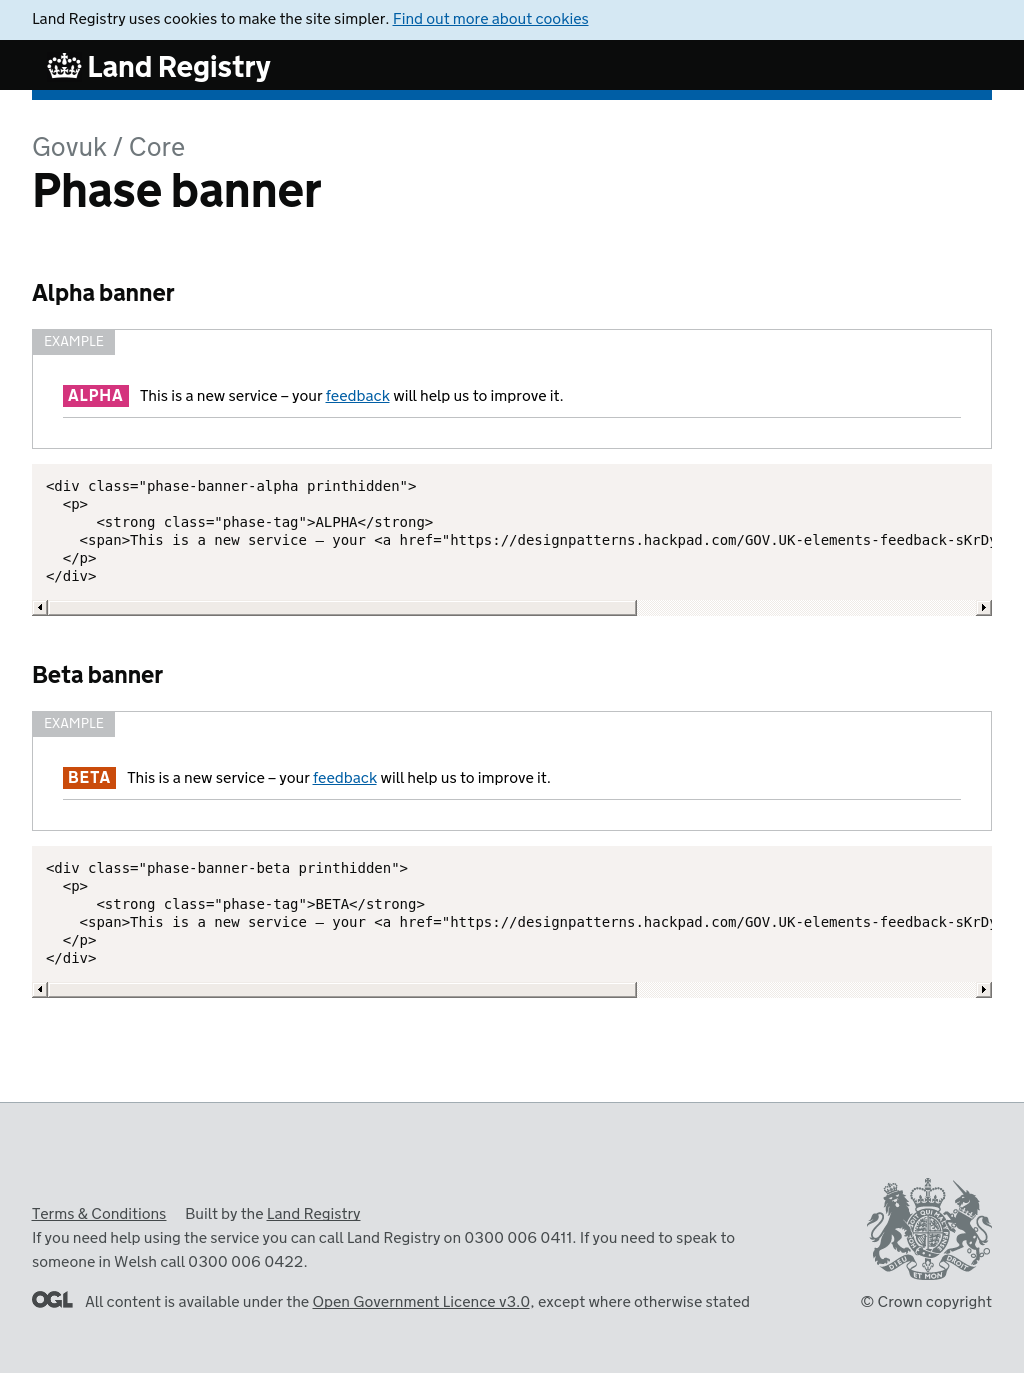 Land Registry uses cookies to make the site simpler. Find out more about cookies
Land Registry
Govuk / Core
Phase banner
Alpha banner
EXAMPLE
ALPHA This is a new service – your feedback will help us to improve it.
<div class="phase-banner-alpha printhidden">
  <p>
      <strong class="phase-tag">ALPHA</strong>
    <span>This is a new service – your <a href="https://designpatterns.hackpad.com/GOV.UK-elements-feedback-sKrDy
  </p>
</div>
Beta banner
EXAMPLE
BETA This is a new service – your feedback will help us to improve it.
<div class="phase-banner-beta printhidden">
  <p>
      <strong class="phase-tag">BETA</strong>
    <span>This is a new service – your <a href="https://designpatterns.hackpad.com/GOV.UK-elements-feedback-sKrDy
  </p>
</div>
Terms & Conditions Built by the Land Registry
If you need help using the service you can call Land Registry on 0300 006 0411. If you need to speak to
someone in Welsh call 0300 006 0422.
OGL All content is available under the Open Government Licence v3.0, except where otherwise stated
DIEU ET MON DROIT
© Crown copyright